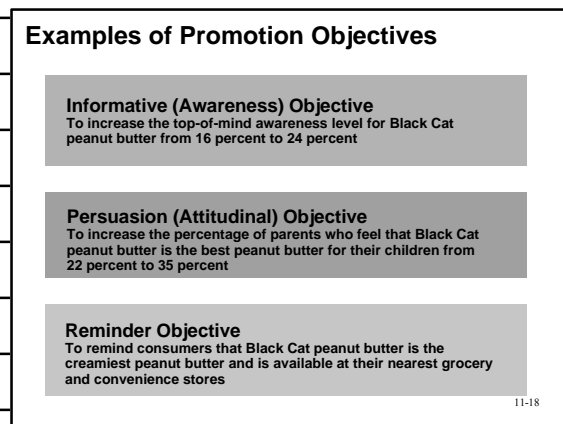 Examples of Promotion Objectives
Informative (Awareness) Objective
To increase the top-of-mind awareness level for Black Cat
peanut butter from 16 percent to 24 percent
Persuasion (Attitudinal) Objective
To increase the percentage of parents who feel that Black Cat
peanut butter is the best peanut butter for their children from
22 percent to 35 percent
Reminder Objective
To remind consumers that Black Cat peanut butter is the
creamiest peanut butter and is available at their nearest grocery
and convenience stores
11-18